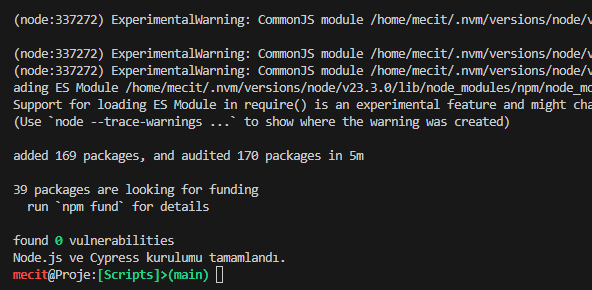 (node:337272) ExperimentalWarning: CommonJS module /home/mecit/.nvm/versions/node/v
(node:337272) ExperimentalWarning: CommonJS module /home/mecit/.nvm/versions/node/v
(node:337272) ExperimentalWarning: CommonJS module /home/mecit/.nvm/versions/node/v
ading ES Module /home/mecit/.nvm/versions/node/v23.3.0/lib/node_modules/npm/node_mo
Support for loading ES Module in require() is an experimental feature and might cha
(Use `node --trace-warnings ...` to show where the warning was created)
added 169 packages, and audited 170 packages in 5m
39 packages are looking for funding
run `npm fund` for details
found 0 vulnerabilities
Node.js ve Cypress kurulumu tamamlandı.
mecit@Proje:[Scripts]>(main)